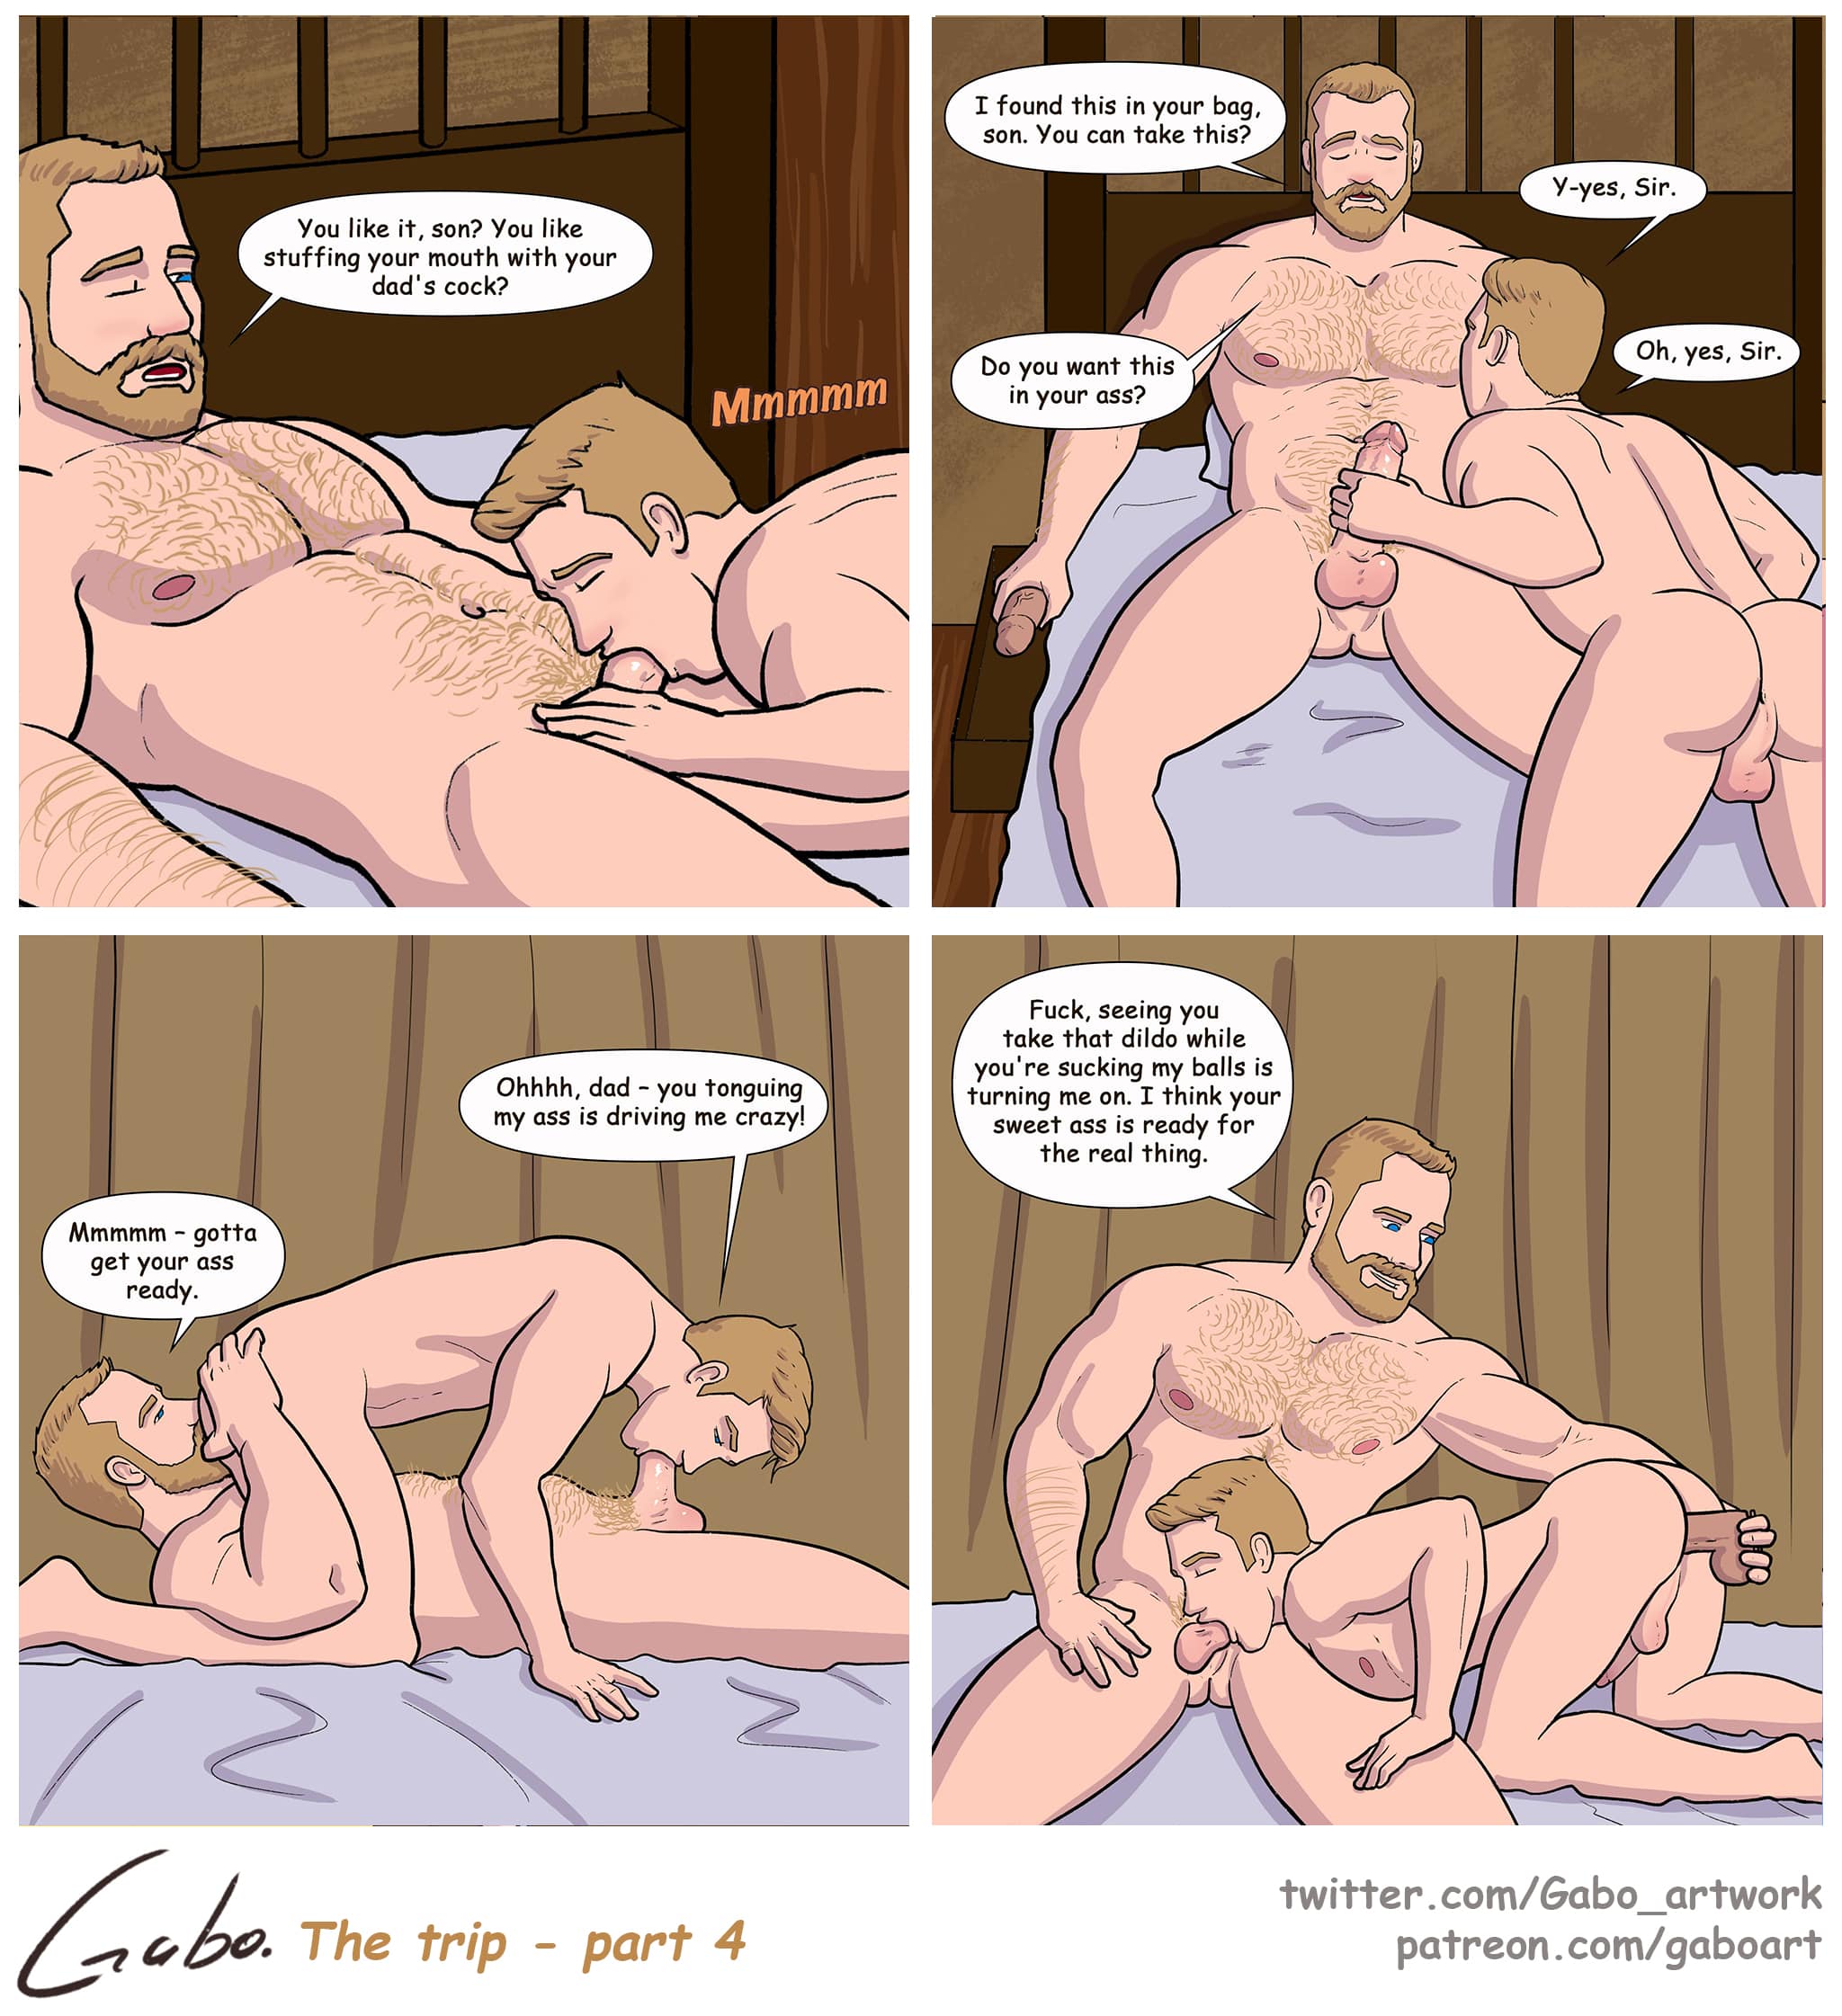 You like it, son? You like
stuffing your mouth with your
dad's cock?
Mmmmm
I found this in your bag,
son. You can take this?
Y-yes, Sir.
Do you want this
in your ass?
Oh, yes, Sir.
Ohhhh, dad – you tonguing
my ass is driving me crazy!
Mmmmm – gotta
get your ass
ready.
Fuck, seeing you
take that dildo while
you're sucking my balls is
turning me on. I think your
sweet ass is ready for
the real thing.
Gabo. The trip - part 4
twitter.com/Gabo_artwork
patreon.com/gaboart